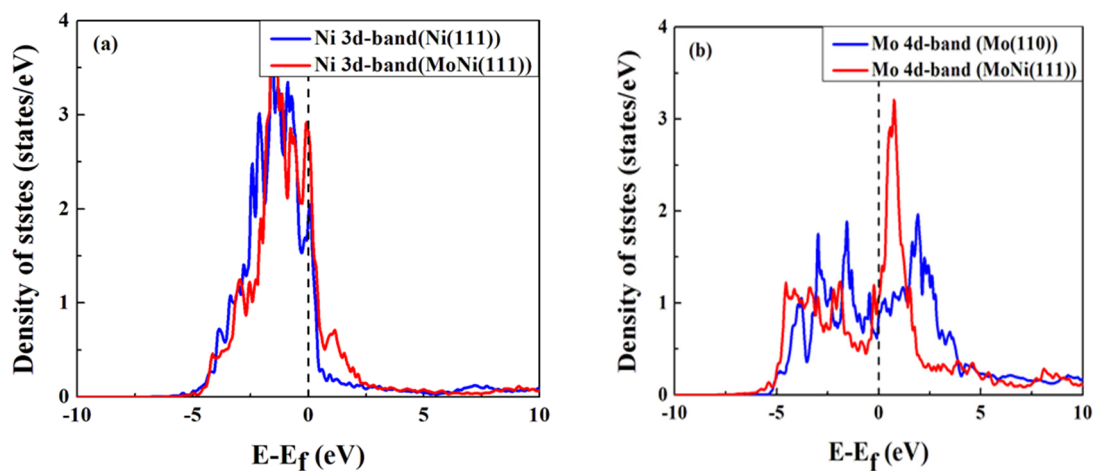 (a)
Ni 3d-band(Ni(111))
Ni 3d-band(MoNi(111))
Density of ststes (states/eV)
4
3
2
1
0
-10
-5
0
5
10
E-Ef (eV)
(b)
Mo 4d-band (Mo(110))
Mo 4d-band (MoNi(111))
Density of ststes (states/eV)
4
3
2
1
0
-10
-5
0
5
10
E-Ef (eV)